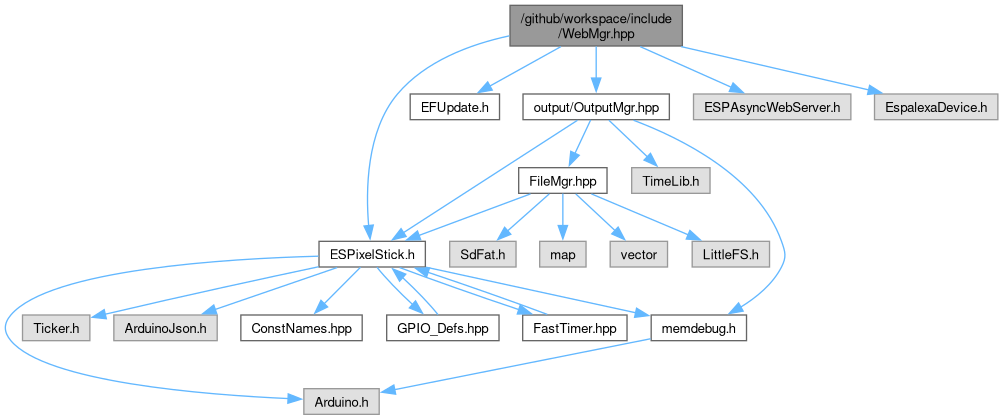 /github/workspace/include
/WebMgr.hpp
EFUpdate.h
output/OutputMgr.hpp
ESPAsyncWebServer.h
EspalexaDevice.h
FileMgr.hpp
TimeLib.h
ESPixelStick.h
SdFat.h
map
vector
LittleFS.h
Ticker.h
ArduinoJson.h
ConstNames.hpp
GPIO_Defs.hpp
FastTimer.hpp
memdebug.h
Arduino.h